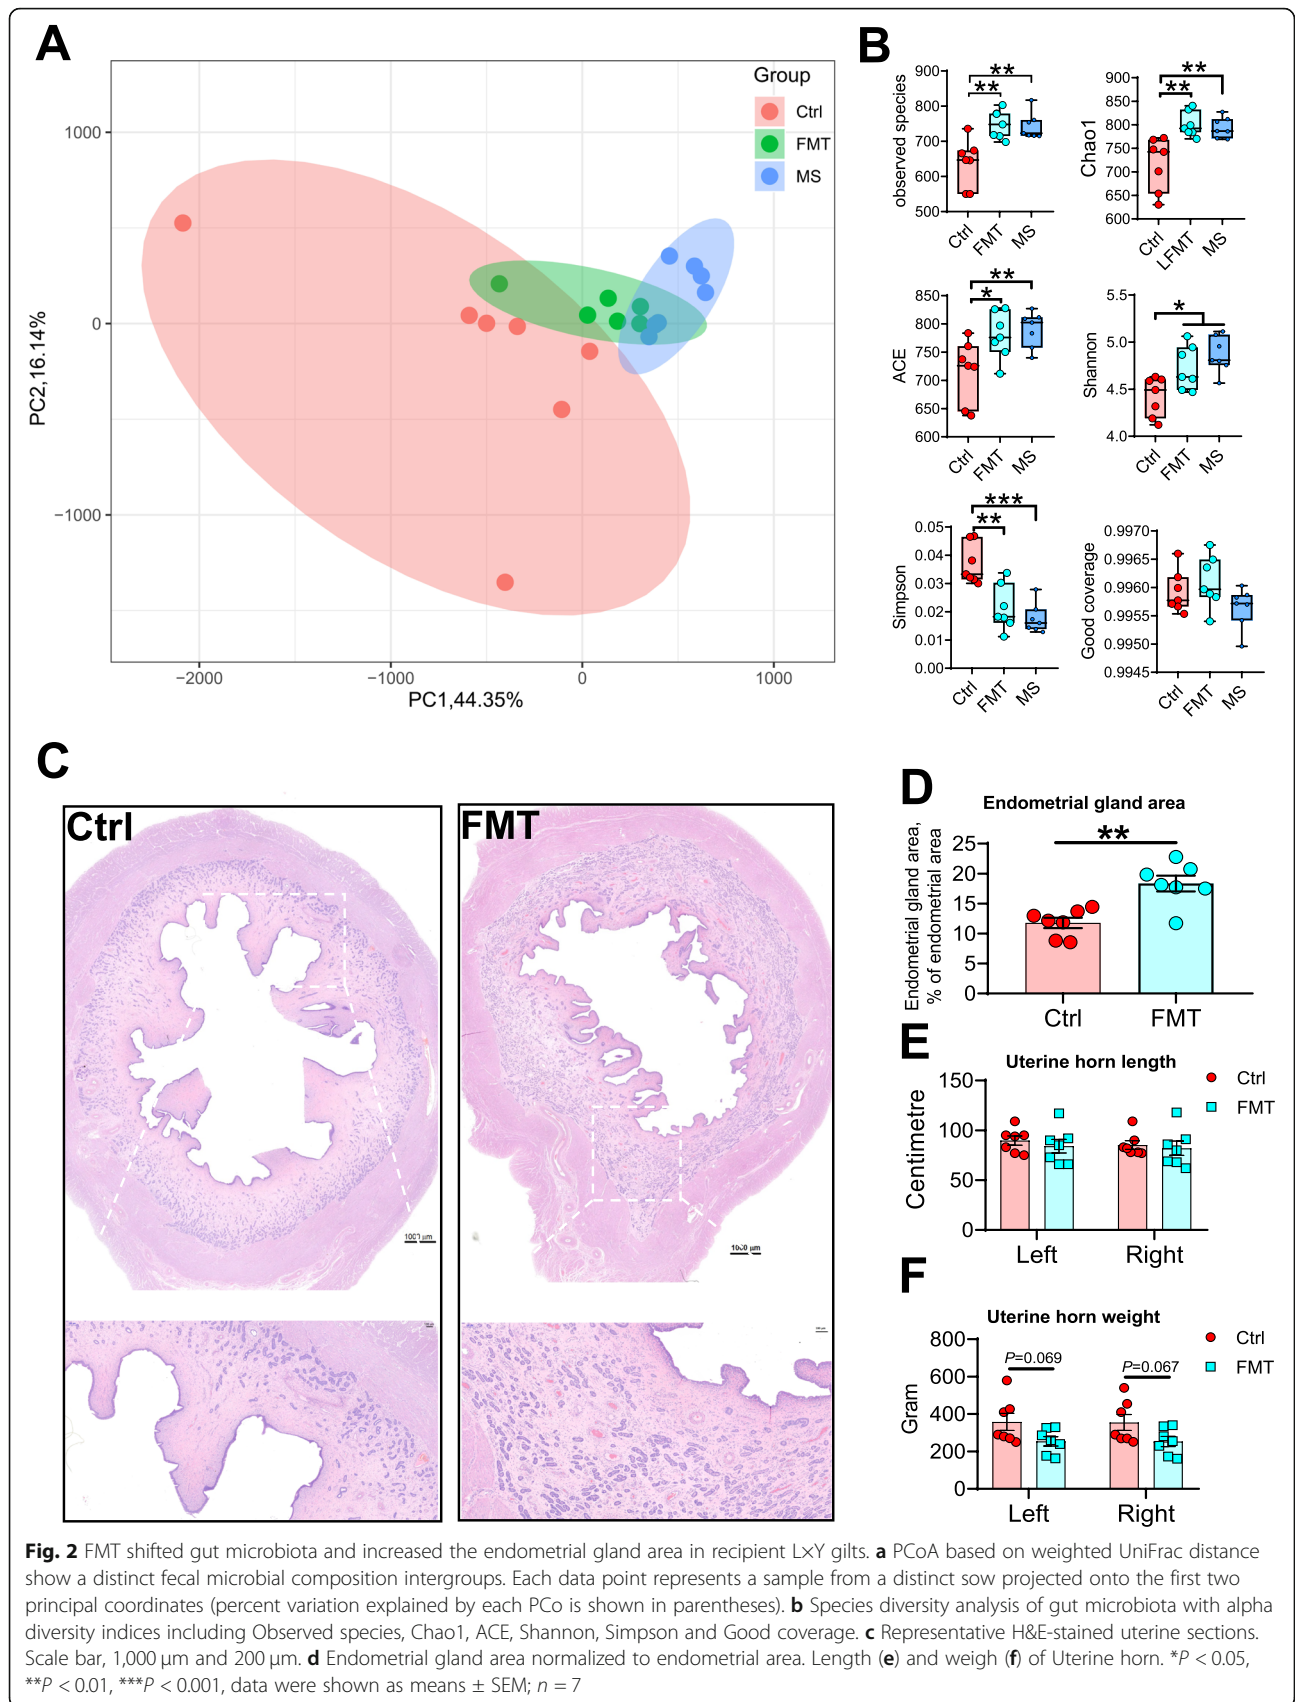 A
Group
Ctrl
FMT
MS
1000
0
−1000
PC2,16.14%
−2000
−1000
0
1000
PC1,44.35%
B
observed species
900
800
700
600
500
**
**
Ctrl
FMT
MS
Chao1
900
850
800
750
700
650
600
**
**
Ctrl
LFMT
MS
ACE
850
800
750
700
650
600
**
*
Ctrl
FMT
MS
Shannon
5.5
5.0
4.5
4.0
*
Ctrl
FMT
MS
Simpson
0.05
0.04
0.03
0.02
0.01
0.00
***
**
Ctrl
FMT
MS
Good coverage
0.9970
0.9965
0.9960
0.9955
0.9950
0.9945
Ctrl
FMT
MS
C
Ctrl
1000 µm
FMT
1000 µm
D
Endometrial gland area
Endometrial gland area,
% of endometrial area
25
20
15
10
5
0
**
Ctrl
FMT
E
Uterine horn length
Centimetre
150
100
50
0
Left
Right
Ctrl
FMT
F
Uterine horn weight
Gram
800
600
400
200
0
P=0.069
P=0.067
Left
Right
Ctrl
FMT
Fig. 2 FMT shifted gut microbiota and increased the endometrial gland area in recipient L×Y gilts. a PCoA based on weighted UniFrac distance
show a distinct fecal microbial composition intergroups. Each data point represents a sample from a distinct sow projected onto the first two
principal coordinates (percent variation explained by each PCo is shown in parentheses). b Species diversity analysis of gut microbiota with alpha
diversity indices including Observed species, Chao1, ACE, Shannon, Simpson and Good coverage. c Representative H&E-stained uterine sections.
Scale bar, 1,000 µm and 200 µm. d Endometrial gland area normalized to endometrial area. Length (e) and weigh (f) of Uterine horn. *P < 0.05,
**P < 0.01, ***P < 0.001, data were shown as means ± SEM; n = 7